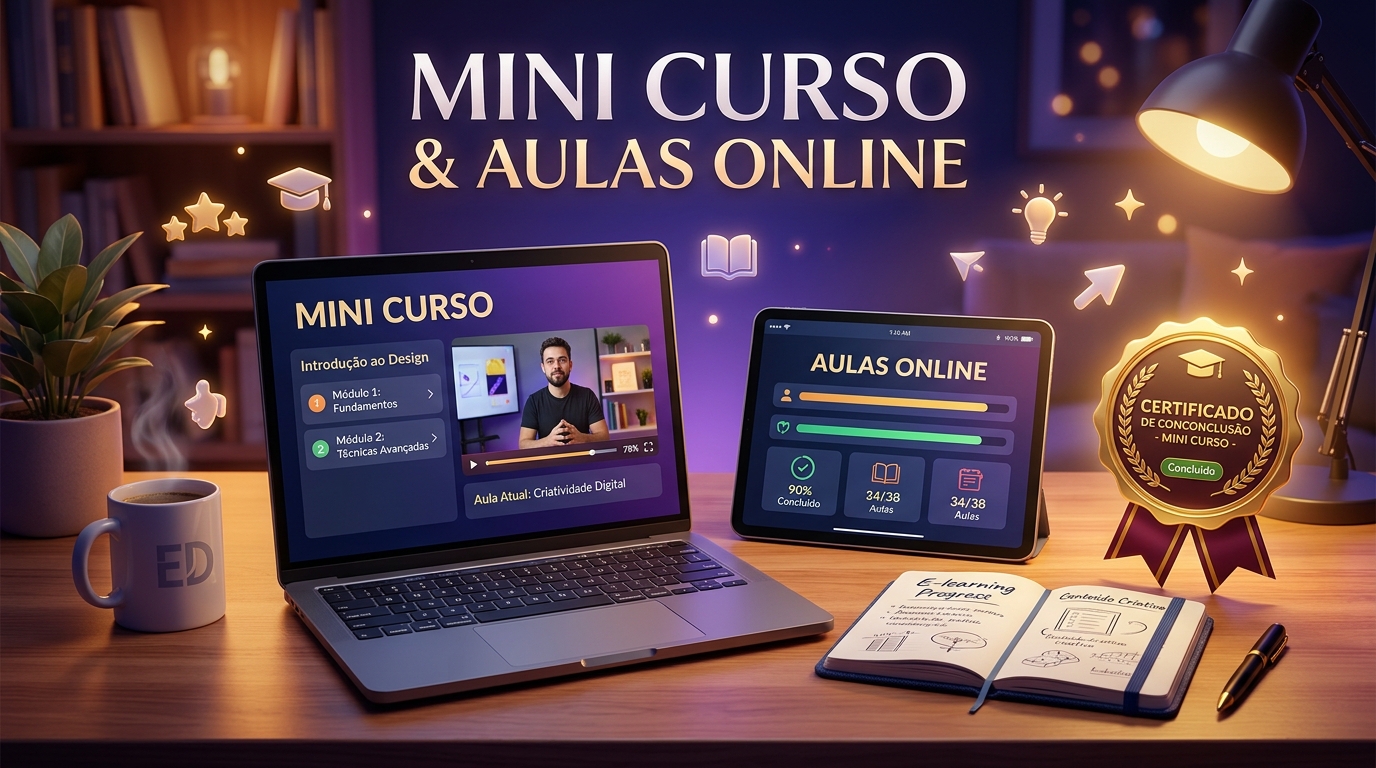 MINI CURSO
& AULAS ONLINE
MINI CURSO
Introdução ao Design
1 Módulo 1:
Fundamentos
2 Módula 2:
Técnicas Avançadas
78%
Aula Atual: Criatividade Digital
AULAS ONLINE
90%
Concluído
34/38
Aulas
34/38
Aulas
CERTIFICADO
DE CONCONCLUSÃO
- MINI CURSO -
Concluído
ED
E-learning
Progrece
Contenido Criativo